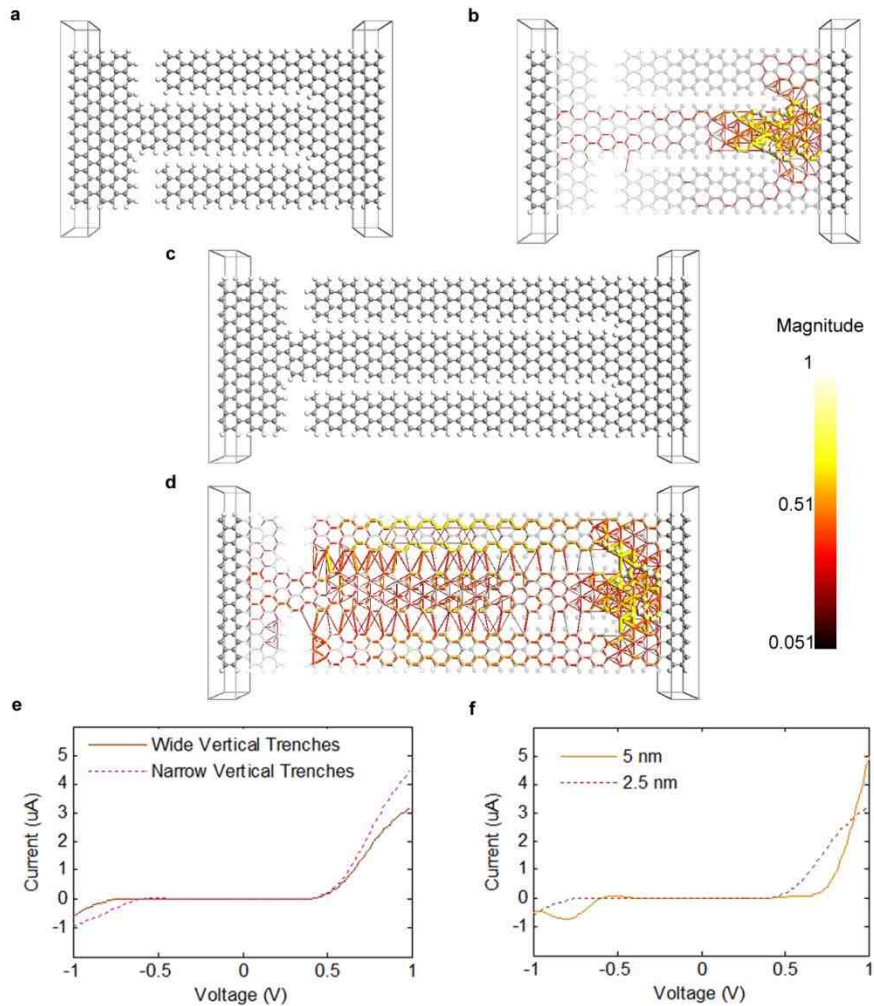 a
b
c
Magnitude
1
0.51
0.051
d
e
f
Wide Vertical Trenches
Narrow Vertical Trenches
5 nm
2.5 nm
5
4
3
2
1
0
-1
Current (uA)
-1
-0.5
0
0.5
1
Voltage (V)
5
4
3
2
1
0
-1
Current (uA)
-1
-0.5
0
0.5
1
Voltage (V)